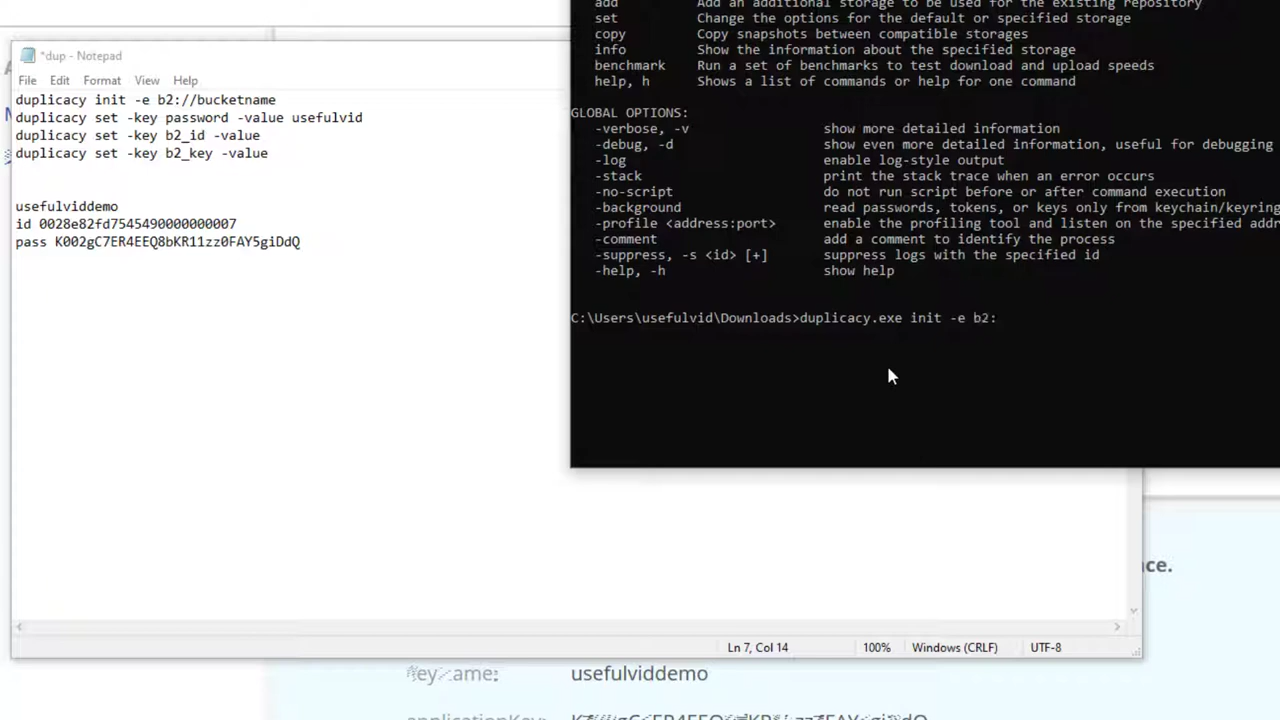 *dup - Notepad
File Edit Format View Help
duplicacy init -e b2://bucketname
duplicacy set -key password -value usefulvid
duplicacy set -key b2_id -value
duplicacy set -key b2_key -value
usefulviddemo
id 0028e82fd7545490000000007
pass K002gC7ER4EEQ8bKR11zz0FAY5giDdQ
add Add an additional storage to be used for the existing repository
set Change the options for the default or specified storage
copy Copy snapshots between compatible storages
info Show the information about the specified storage
benchmark Run a set of benchmarks to test download and upload speeds
help, h Shows a list of commands or help for one command
GLOBAL OPTIONS:
-verbose, -v show more detailed information
-debug, -d show even more detailed information, useful for debugging
-log enable log-style output
-stack print the stack trace when an error occurs
-no-script do not run script before or after command execution
-background read passwords, tokens, or keys only from keychain/keyring
-profile <address:port> enable the profiling tool and listen on the specified addr
-comment add a comment to identify the process
-suppress, -s <id> [+] suppress logs with the specified id
-help, -h show help
C:\Users\usefulvid\Downloads>duplicacy.exe init -e b2:
Ln 7, Col 14 100% Windows (CRLF) UTF-8
ce.
usefulviddemo